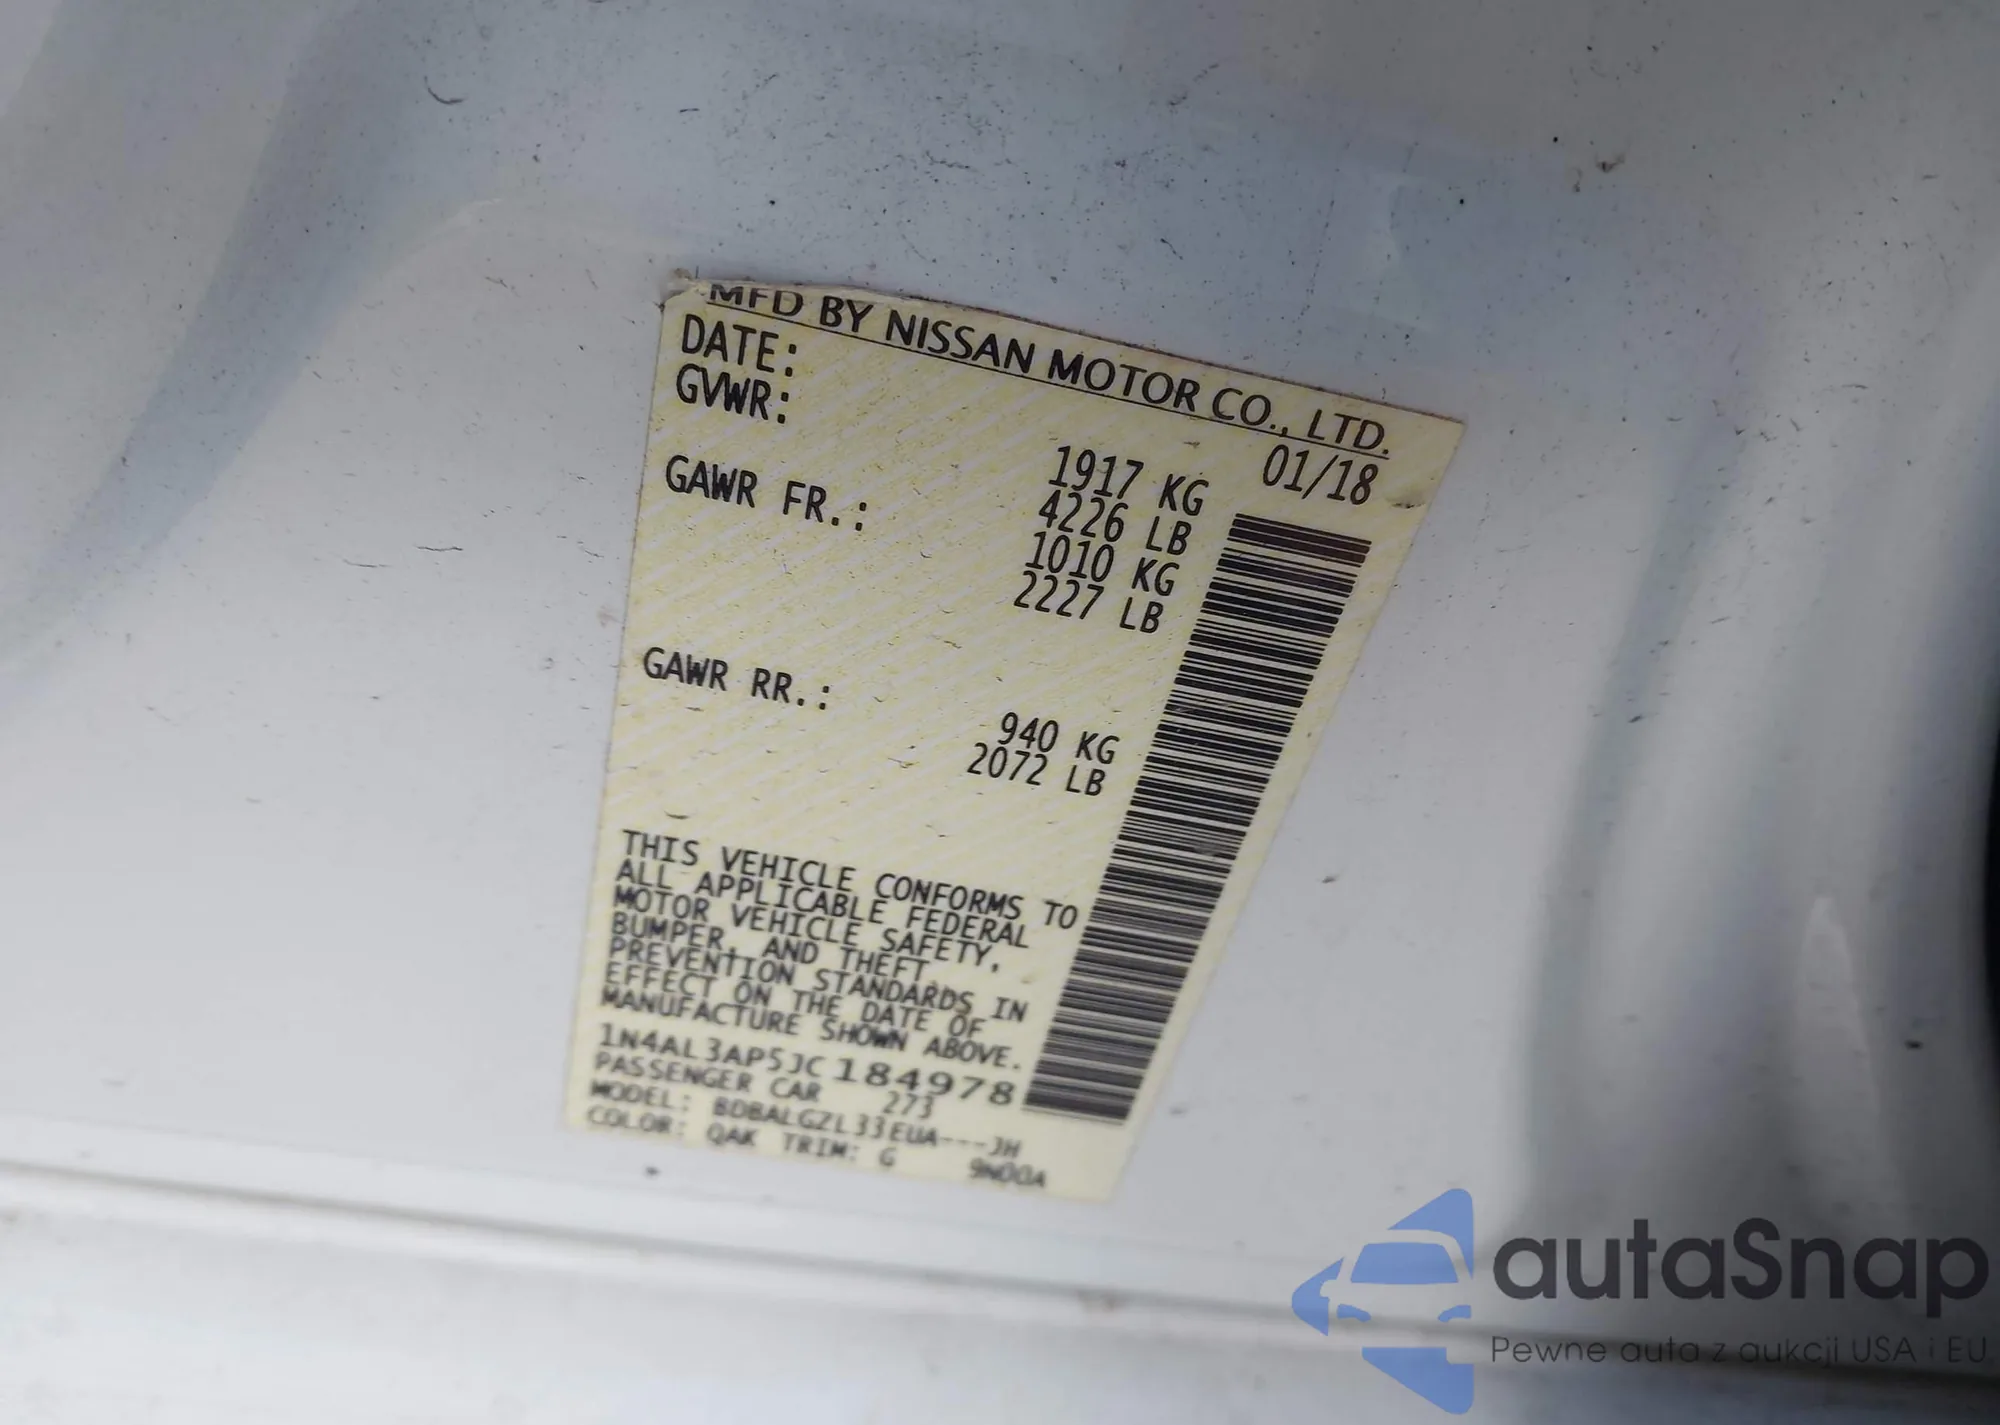 MFD BY NISSAN MOTOR CO., LTD.
DATE: 01/18
GVWR: 1917 KG
4226 LB
GAWR FR.: 1010 KG
2227 LB
GAWR RR.: 940 KG
2072 LB
THIS VEHICLE CONFORMS TO
ALL APPLICABLE FEDERAL
MOTOR VEHICLE SAFETY,
BUMPER, AND THEFT
PREVENTION STANDARDS IN
EFFECT ON THE DATE OF
MANUFACTURE SHOWN ABOVE.
1N4AL3AP5JC184978
PASSENGER CAR 273
MODEL: BDBALGZL33EUA---JH
COLOR: QAK TRIM: G 9N00A
autaSnap
Pewne auta z aukcji USA i EU